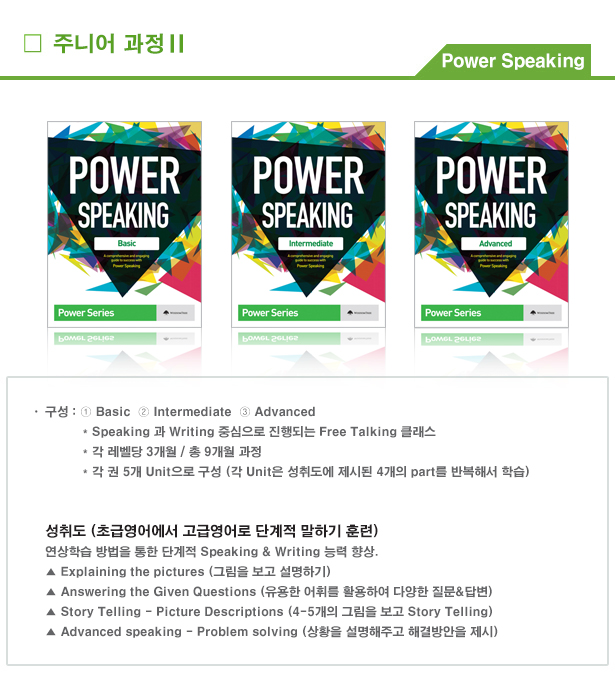 □ 주니어 과정Ⅱ
Power Speaking
POWER
SPEAKING
Basic
A comprehensive and engaging
guide to success with
Power Speaking
Power Series
POWER
SPEAKING
Intermediate
A comprehensive and engaging
guide to success with
Power Speaking
Power Series
POWER
SPEAKING
Advanced
A comprehensive and engaging
guide to success with
Power Speaking
Power Series
· 구성 : ① Basic ② Intermediate ③ Advanced
* Speaking 과 Writing 중심으로 진행되는 Free Talking 클래스
* 각 레벨당 3개월 / 총 9개월 과정
* 각 권 5개 Unit으로 구성 (각 Unit은 성취도에 제시된 4개의 part를 반복해서 학습)
성취도 (초급영어에서 고급영어로 단계적 말하기 훈련)
연상학습 방법을 통한 단계적 Speaking & Writing 능력 향상.
▲ Explaining the pictures (그림을 보고 설명하기)
▲ Answering the Given Questions (유용한 어휘를 활용하여 다양한 질문&답변)
▲ Story Telling - Picture Descriptions (4-5개의 그림을 보고 Story Telling)
▲ Advanced speaking - Problem solving (상황을 설명해주고 해결방안을 제시)